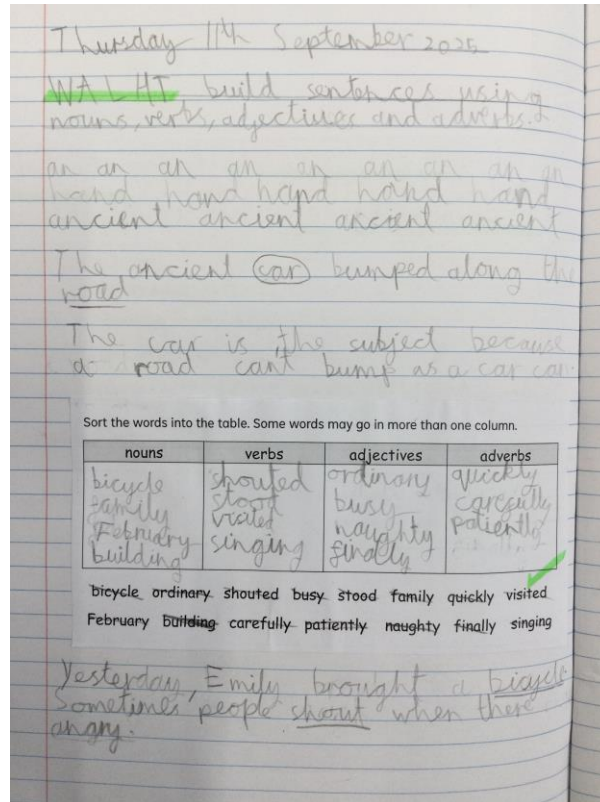 Thursday 11th September 2025
WALHT build sentences using
nouns, verbs, adjectives and adverbs.
an an an an an an an an an
hand hand hand hand hand
ancient ancient ancient ancient
The ancient car bumped along the
road
The car is the subject because
a road cant bump as a car can.
Sort the words into the table. Some words may go in more than one column.
nouns verbs adjectives adverbs
bicycle shouted ordinary quickly
family stood busy carefully
February visited naughty patiently
building singing finally
bicycle ordinary shouted busy stood family quickly visited
February building carefully patiently naughty finally singing
Yesterday, Emily brought a bicycle.
Sometimes people shout when there
angry.